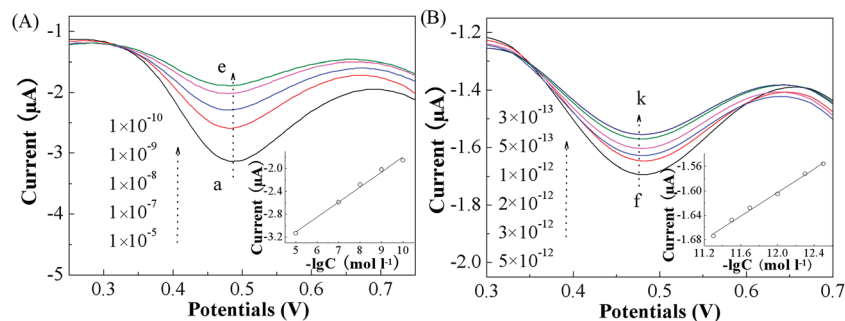 (A)
-1
-2
-3
-4
-5
Current (μA)
e
a
1×10⁻¹⁰
1×10⁻⁹
1×10⁻⁸
1×10⁻⁷
1×10⁻⁵
Current (μA)
-2.0
-2.4
-2.8
-3.2
5 6 7 8 9 10
-lgC (mol l⁻¹)
0.3 0.4 0.5 0.6 0.7
Potentials (V)
(B)
-1.2
-1.4
-1.6
-1.8
-2.0
Current (μA)
k
f
3×10⁻¹³
5×10⁻¹³
1×10⁻¹²
2×10⁻¹²
3×10⁻¹²
5×10⁻¹²
Current (μA)
-1.56
-1.60
-1.64
-1.68
11.2 11.6 12.0 12.4
-lgC (mol l⁻¹)
0.3 0.4 0.5 0.6 0.7
Potentials (V)